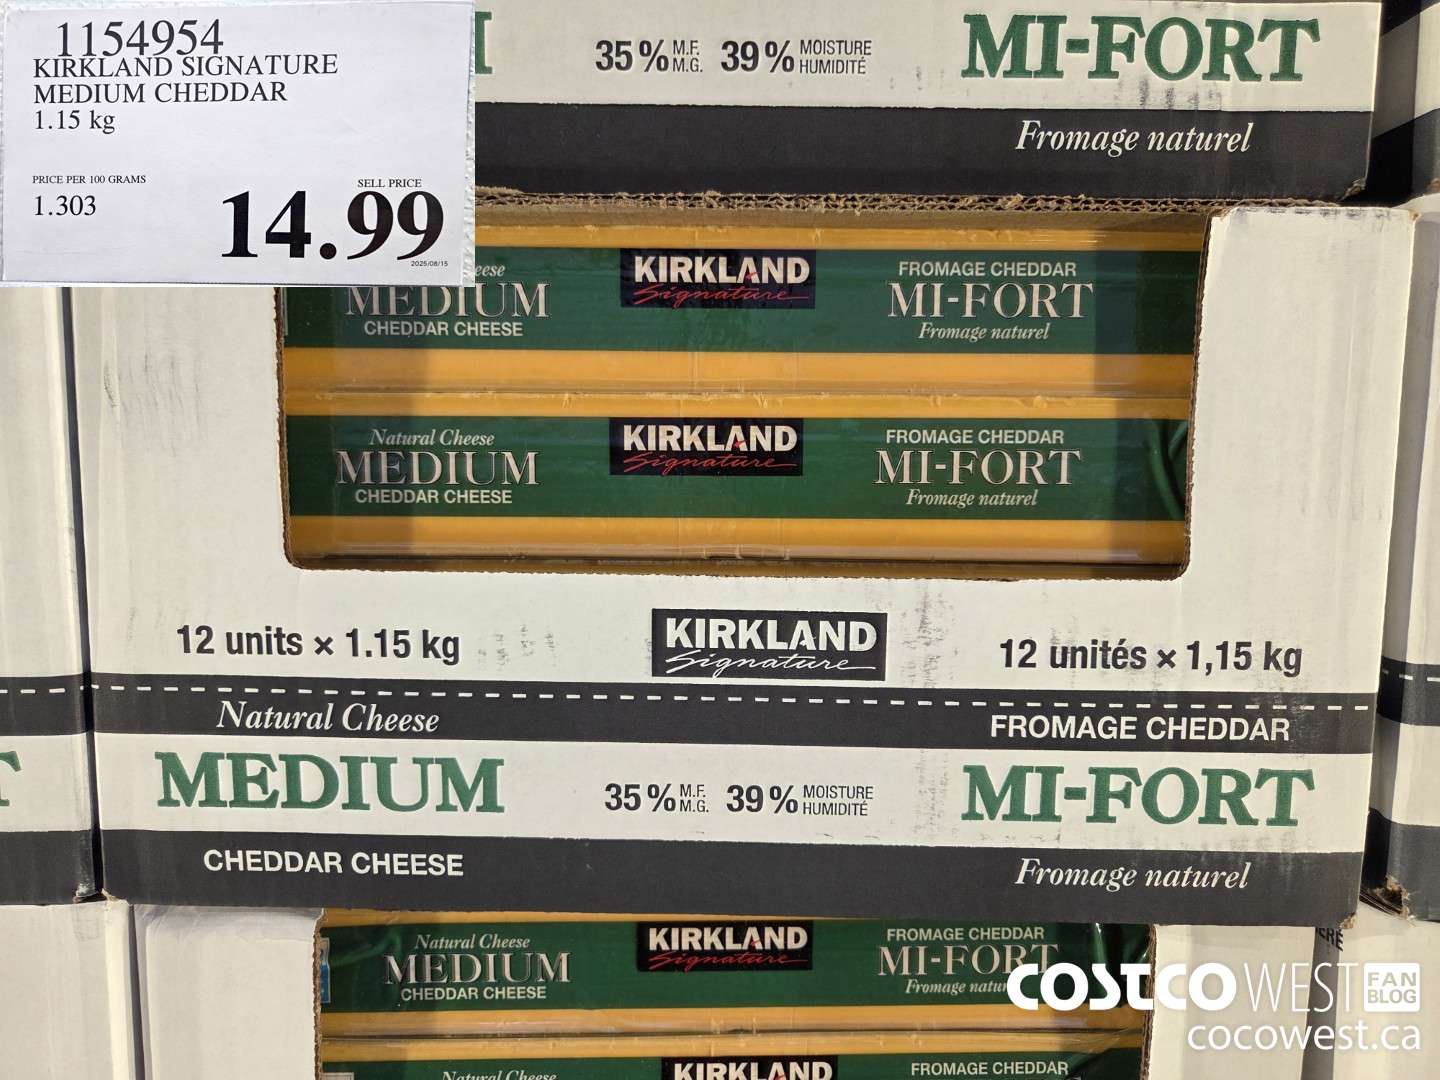 1154954
KIRKLAND SIGNATURE
MEDIUM CHEDDAR
1.15 kg
PRICE PER 100 GRAMS
1.303
SELL PRICE
14.99
2025/08/15
35% M.F. M.G. 39% MOISTURE HUMIDITÉ
MI-FORT
Fromage naturel
MEDIUM
CHEDDAR CHEESE
KIRKLAND
Signature
FROMAGE CHEDDAR
MI-FORT
Fromage naturel
Natural Cheese
MEDIUM
CHEDDAR CHEESE
KIRKLAND
Signature
FROMAGE CHEDDAR
MI-FORT
Fromage naturel
12 units × 1.15 kg
KIRKLAND
Signature
12 unités × 1,15 kg
Natural Cheese
FROMAGE CHEDDAR
MEDIUM
35% M.F. M.G. 39% MOISTURE HUMIDITÉ
MI-FORT
CHEDDAR CHEESE
Fromage naturel
Natural Cheese
MEDIUM
CHEDDAR CHEESE
KIRKLAND
Signature
FROMAGE CHEDDAR
MI-FORT
Fromage
Natural Cheese
KIRKLAND
FROMAGE CHEDDAR
COSTCO WEST FAN BLOG
cocowest.ca